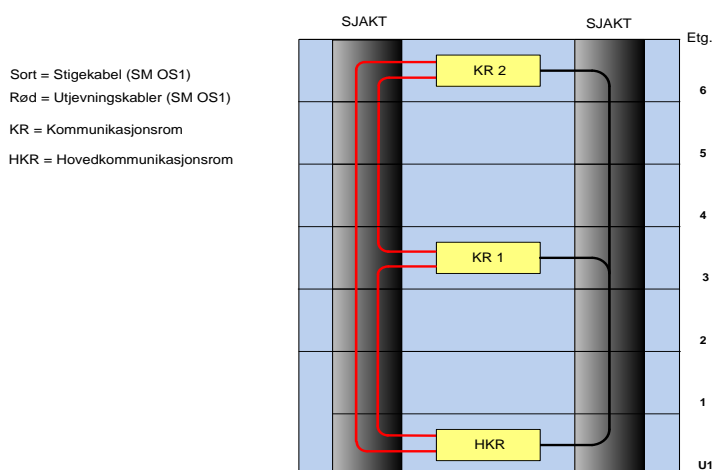 SJAKT
SJAKT
Etg.
Sort = Stigekabel (SM OS1)
Rød = Utjevningskabler (SM OS1)
KR = Kommunikasjonsrom
HKR = Hovedkommunikasjonsrom
KR 2
6
5
4
KR 1
3
2
1
HKR
U1